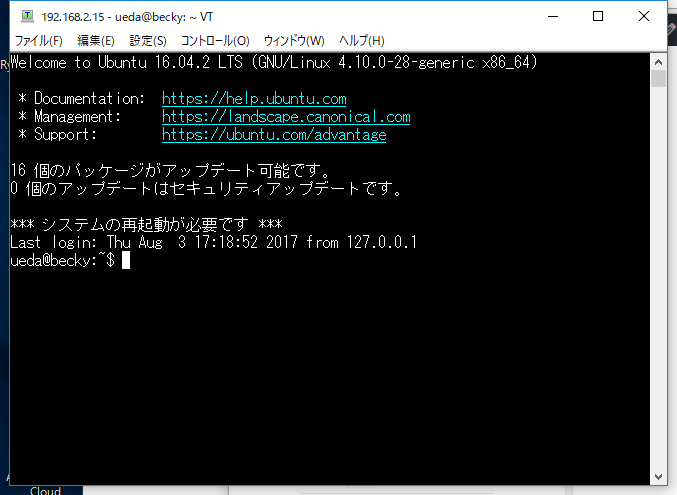 192.168.2.15 - ueda@becky: ~ VT
ファイル(F) 編集(E) 設定(S) コントロール(O) ウィンドウ(W) ヘルプ(H)
Welcome to Ubuntu 16.04.2 LTS (GNU/Linux 4.10.0-28-generic x86_64)
* Documentation: https://help.ubuntu.com
* Management: https://landscape.canonical.com
* Support: https://ubuntu.com/advantage
16 個のパッケージがアップデート可能です。
0 個のアップデートはセキュリティアップデートです。
*** システムの再起動が必要です ***
Last login: Thu Aug 3 17:18:52 2017 from 127.0.0.1
ueda@becky:~$
Cloud